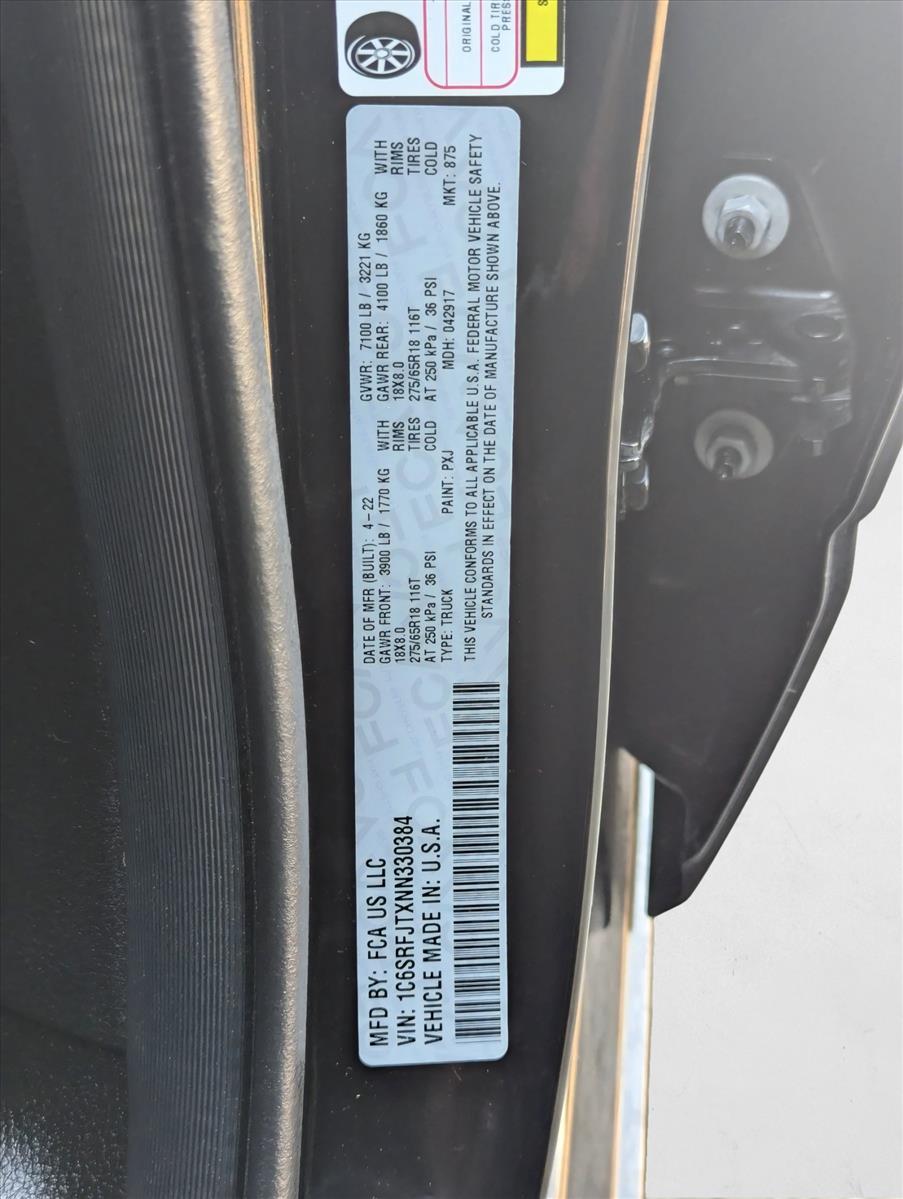 ORIGINAL
COLD TIR
PRES
S
MFD BY: FCA US LLC
VIN: 1C6SRFJTXNN330384
VEHICLE MADE IN: U.S.A.
DATE OF MFR (BUILT): 4-22 GVWR: 7100 LB / 3221 KG
GAWR FRONT: 3900 LB / 1770 KG WITH GAWR REAR: 4100 LB / 1860 KG WITH
18X8.0 RIMS 18X8.0 RIMS
275/65R18 116T TIRES 275/65R18 116T TIRES
AT 250 kPa / 36 PSI COLD AT 250 kPa / 36 PSI COLD
TYPE: TRUCK PAINT: PXJ MDH: 042917 MKT: 875
THIS VEHICLE CONFORMS TO ALL APPLICABLE U.S.A. FEDERAL MOTOR VEHICLE SAFETY
STANDARDS IN EFFECT ON THE DATE OF MANUFACTURE SHOWN ABOVE.